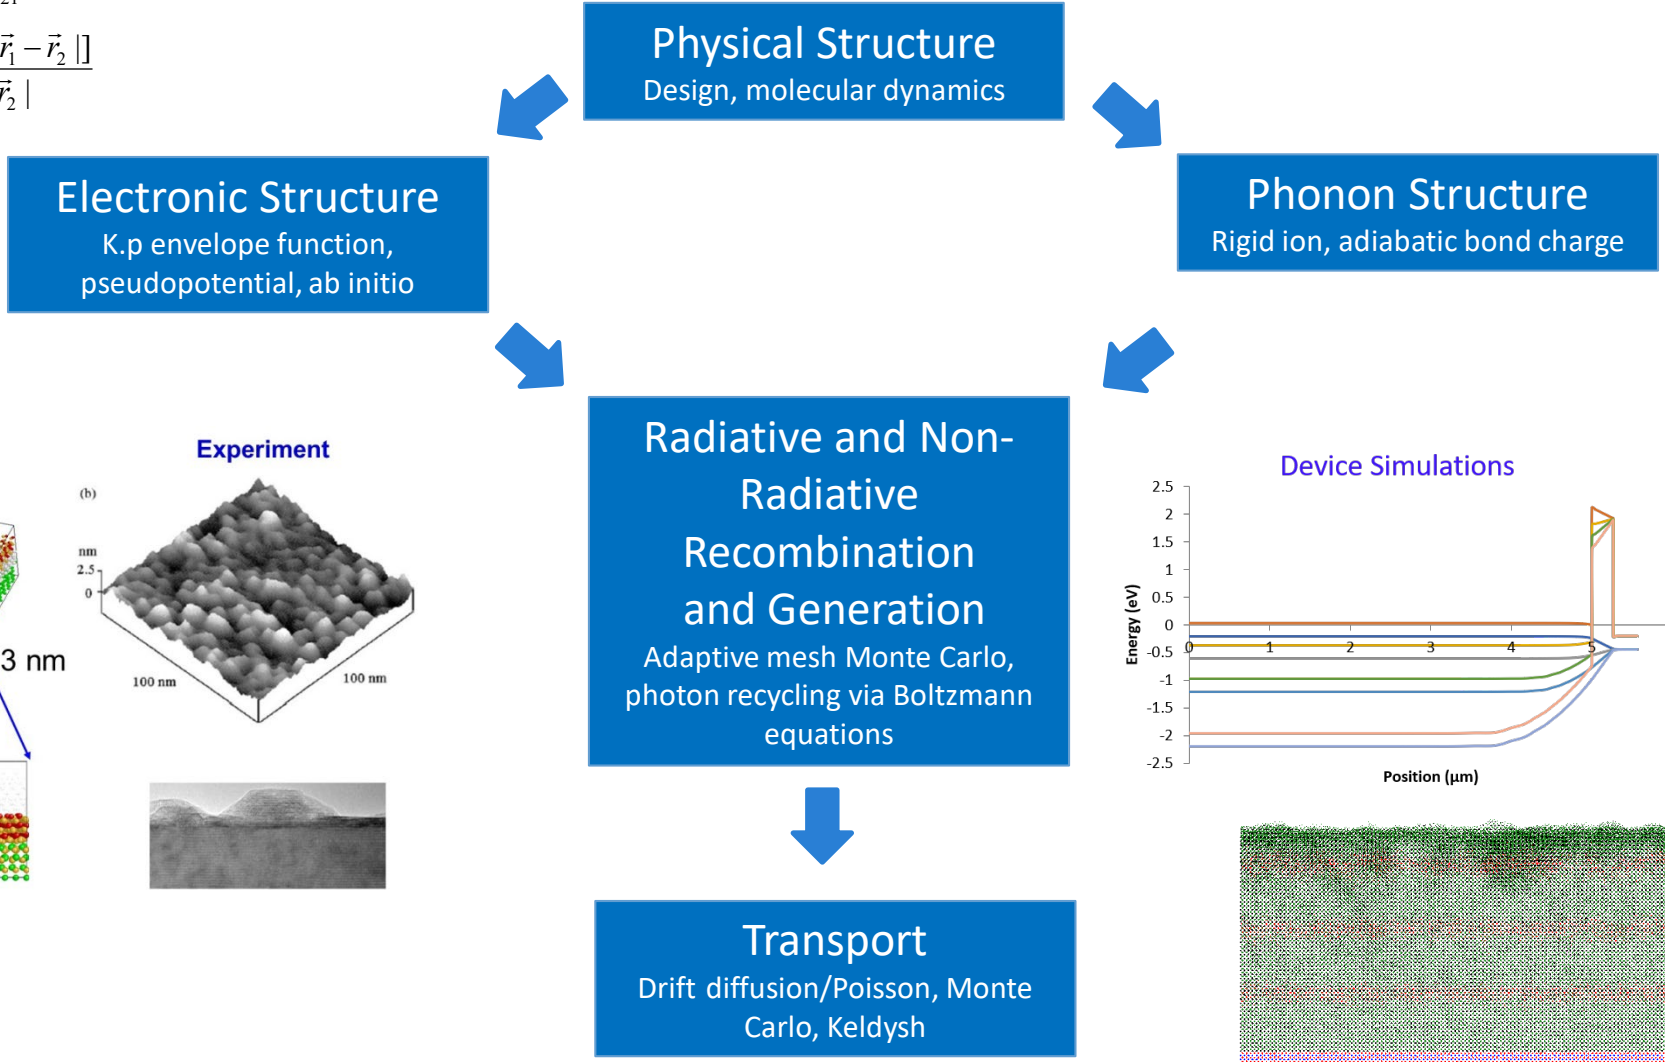 21
r⃗₁ − r⃗₂ |]
r⃗₂ |
Physical Structure
Design, molecular dynamics
Electronic Structure
K.p envelope function,
pseudopotential, ab initio
Phonon Structure
Rigid ion, adiabatic bond charge
Radiative and Non-
Radiative
Recombination
and Generation
Adaptive mesh Monte Carlo,
photon recycling via Boltzmann
equations
Transport
Drift diffusion/Poisson, Monte
Carlo, Keldysh
Experiment
(b)
nm
2.5
0
100 nm
100 nm
3 nm
Device Simulations
2.5
2
1.5
1
0.5
0
-0.5
-1
-1.5
-2
-2.5
0 1 2 3 4 5
Energy (eV)
Position (μm)